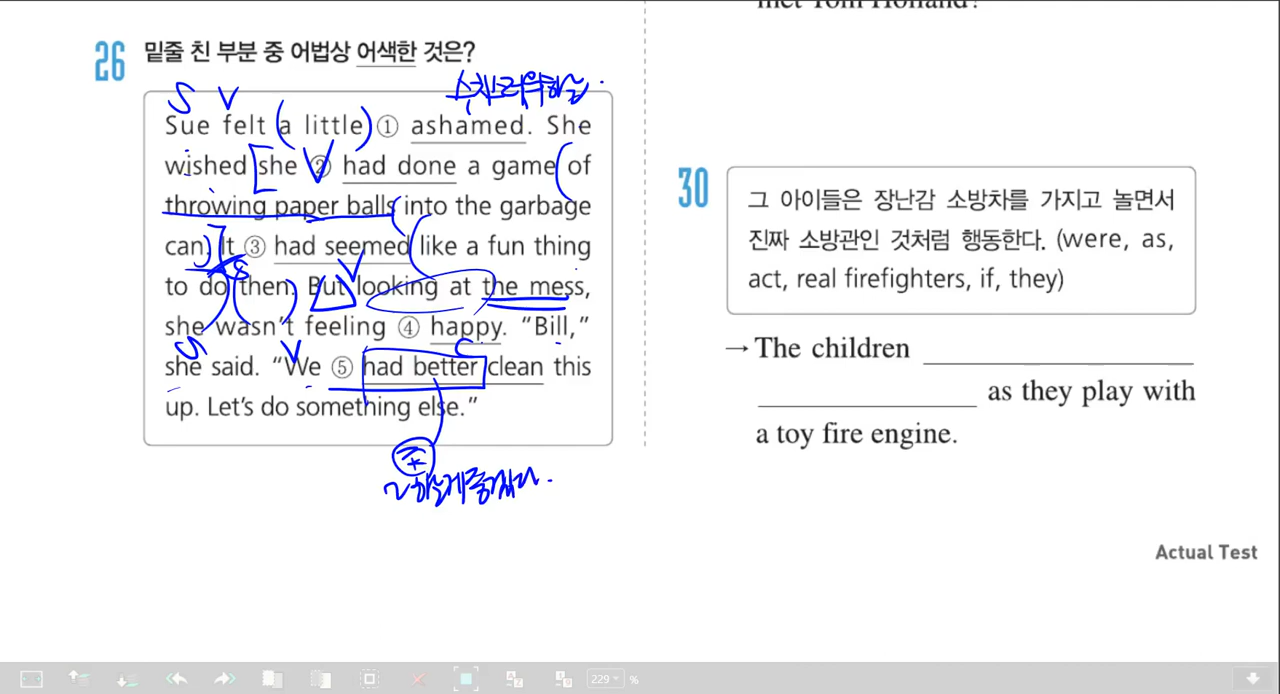 met Tom Holland?
26
밑줄 친 부분 중 어법상 어색한 것은?
S V
수치스러워하는
Sue felt (a little) ① ashamed. She
wished [she ② had done a game (of
throwing paper balls (into the garbage
can.)] It ③ had seemed (like a fun thing
to do (then.) But looking at the mess,
she wasn't feeling ④ happy. "Bill,"
S V
she said. "We ⑤ had better clean this
up. Let's do something else."
30
그 아이들은 장난감 소방차를 가지고 놀면서
진짜 소방관인 것처럼 행동한다. (were, as,
act, real firefighters, if, they)
→ The children
as they play with
a toy fire engine.
Actual Test
229 %